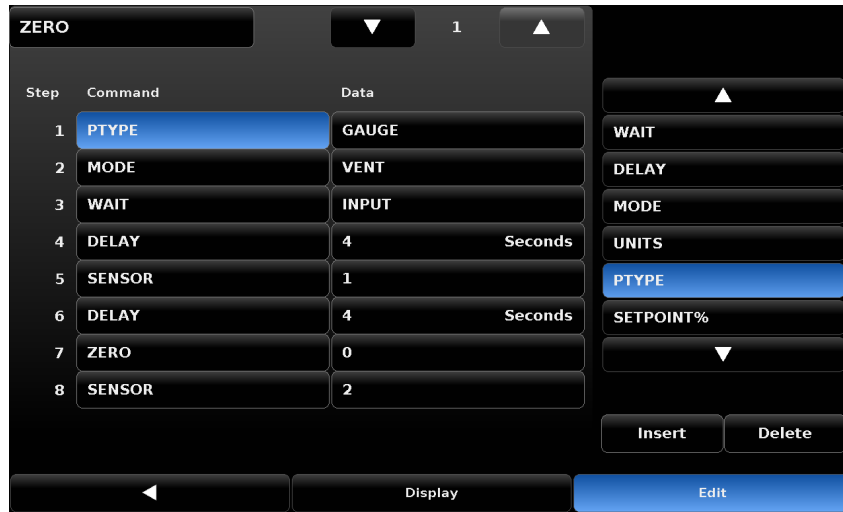 ZERO 1
Step Command Data
1 PTYPE GAUGE
2 MODE VENT
3 WAIT INPUT
4 DELAY 4 Seconds
5 SENSOR 1
6 DELAY 4 Seconds
7 ZERO 0
8 SENSOR 2
WAIT
DELAY
MODE
UNITS
PTYPE
SETPOINT%
Insert Delete
Display Edit